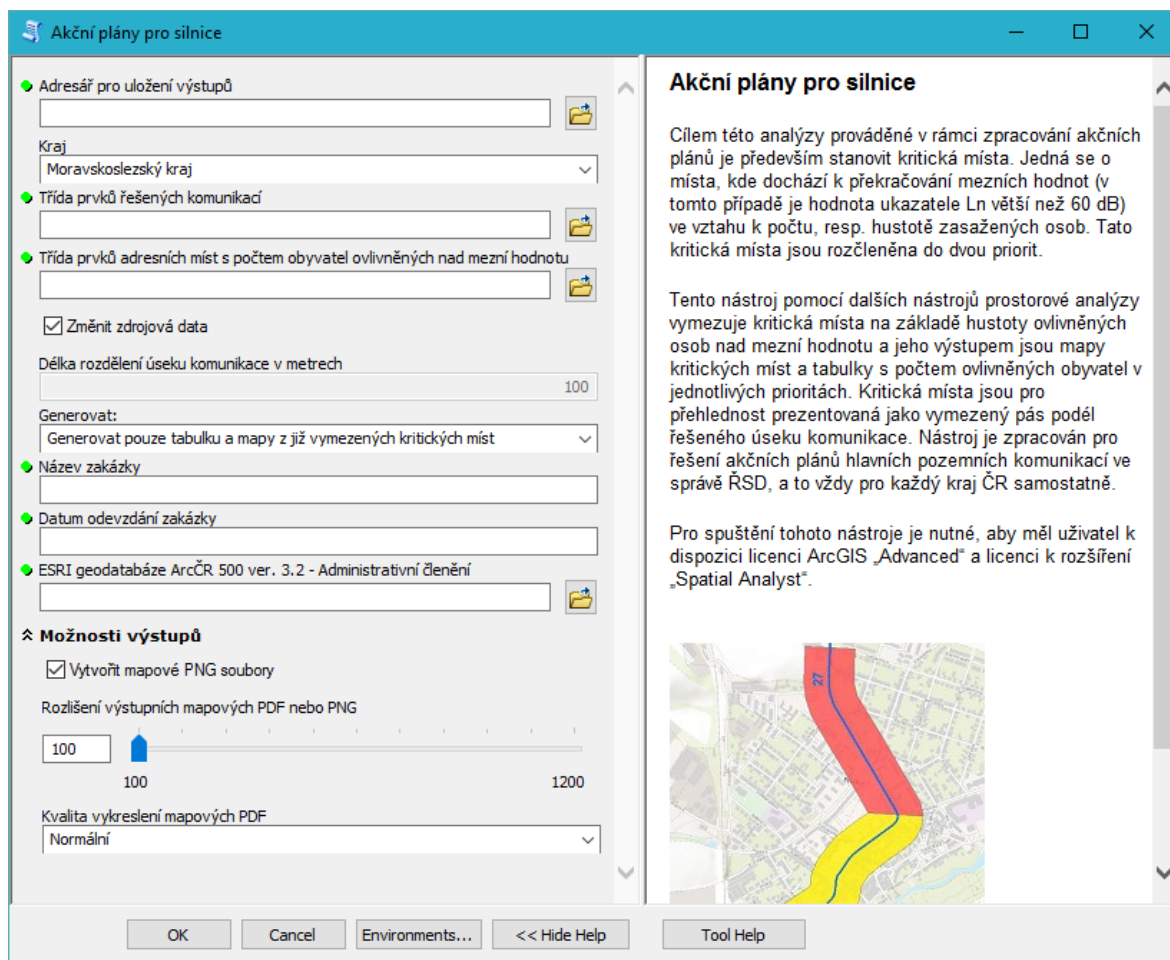 Akční plány pro silnice
Adresář pro uložení výstupů
Kraj
Moravskoslezský kraj
Třída prvků řešených komunikací
Třída prvků adresních míst s počtem obyvatel ovlivněných nad mezní hodnotu
Změnit zdrojová data
Délka rozdělení úseku komunikace v metrech
100
Generovat:
Generovat pouze tabulku a mapy z již vymezených kritických míst
Název zakázky
Datum odevzdání zakázky
ESRI geodatabáze ArcČR 500 ver. 3.2 - Administrativní členění
Možnosti výstupů
Vytvořit mapové PNG soubory
Rozlišení výstupních mapových PDF nebo PNG
100
100 1200
Kvalita vykreslení mapových PDF
Normální
Akční plány pro silnice
Cílem této analýzy prováděné v rámci zpracování akčních
plánů je především stanovit kritická místa. Jedná se o
místa, kde dochází k překračování mezních hodnot (v
tomto případě je hodnota ukazatele Ln větší než 60 dB)
ve vztahu k počtu, resp. hustotě zasažených osob. Tato
kritická místa jsou rozčleněna do dvou priorit.
Tento nástroj pomocí dalších nástrojů prostorové analýzy
vymezuje kritická místa na základě hustoty ovlivněných
osob nad mezní hodnotu a jeho výstupem jsou mapy
kritických míst a tabulky s počtem ovlivněných obyvatel v
jednotlivých prioritách. Kritická místa jsou pro
přehlednost prezentovaná jako vymezený pás podél
řešeného úseku komunikace. Nástroj je zpracován pro
řešení akčních plánů hlavních pozemních komunikací ve
správě ŘSD, a to vždy pro každý kraj ČR samostatně.
Pro spuštění tohoto nástroje je nutné, aby měl uživatel k
dispozici licenci ArcGIS „Advanced" a licenci k rozšíření
„Spatial Analyst".
27
OK Cancel Environments... << Hide Help Tool Help